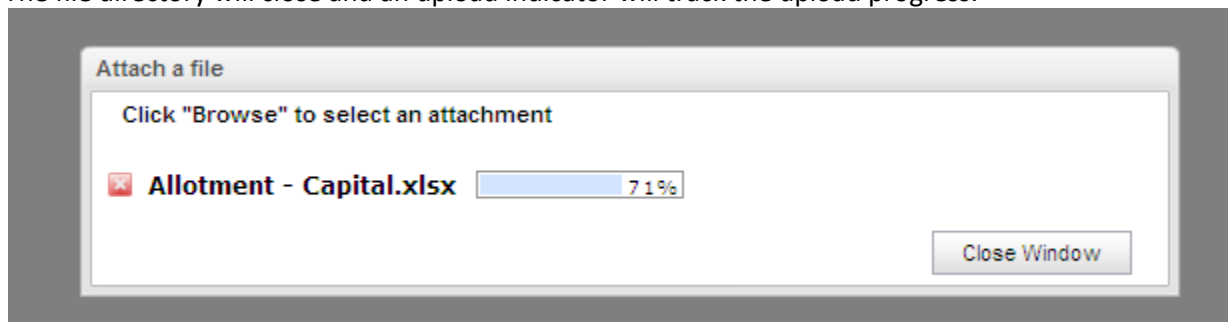 The file directory will close and an upload indicator will track the upload progress.
Attach a file
Click "Browse" to select an attachment
Allotment - Capital.xlsx 71%
Close Window